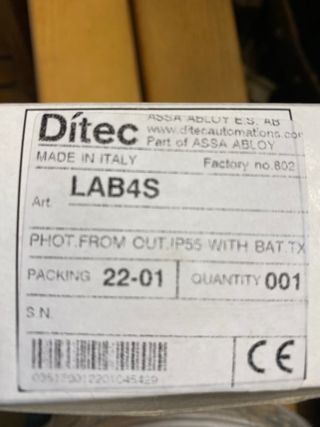 Dítec
ASSA ABLOY E.S. AB
www.ditecautomations.com
Part of ASSA ABLOY
MADE IN ITALY Factory no.802
Art. LAB4S
PHOT.FROM OUT.IP55 WITH BAT.TX
PACKING 22-01 QUANTITY 001
S.N.
CE